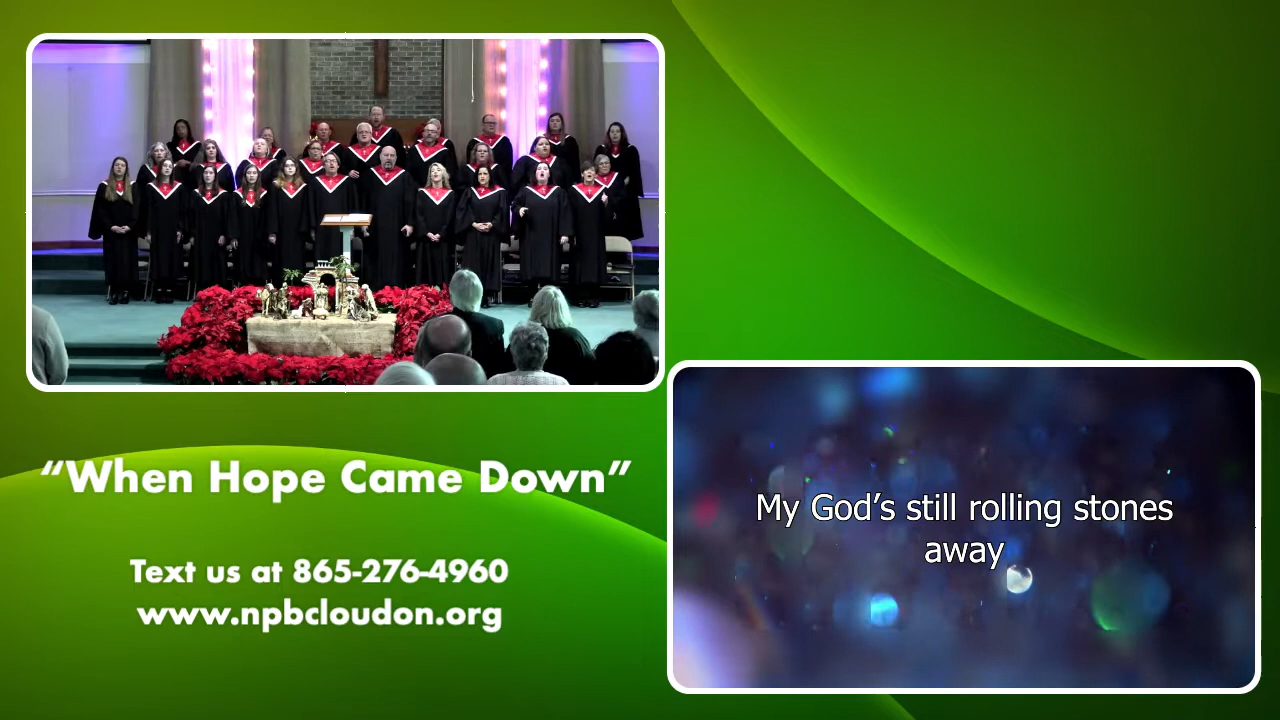 “When Hope Came Down”
Text us at 865-276-4960
www.npbcloudon.org
My God’s still rolling stones
away